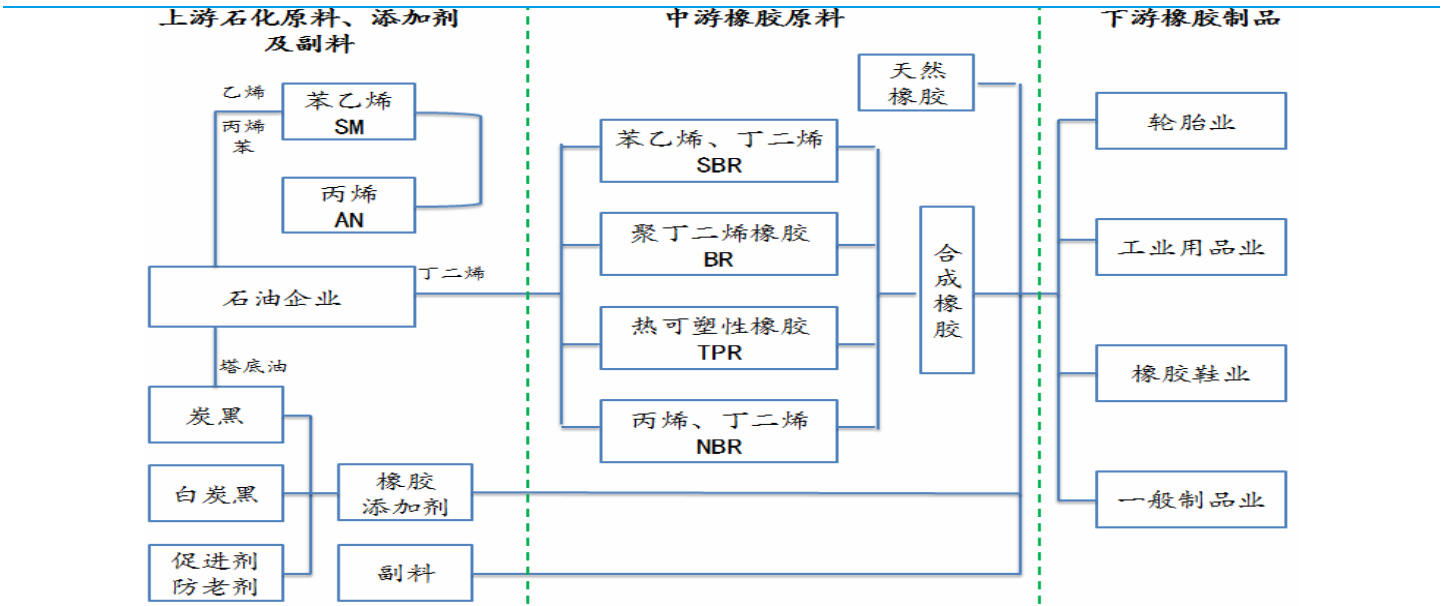 上游石化原料、添加剂
及副料
中游橡胶原料
下游橡胶制品
乙烯
丙烯
苯
苯乙烯
SM
丙烯
AN
石油企业
丁二烯
塔底油
炭黑
白炭黑
促进剂
防老剂
橡胶
添加剂
副料
天然
橡胶
苯乙烯、丁二烯
SBR
聚丁二烯橡胶
BR
热可塑性橡胶
TPR
丙烯、丁二烯
NBR
合
成
橡
胶
轮胎业
工业用品业
橡胶鞋业
一般制品业